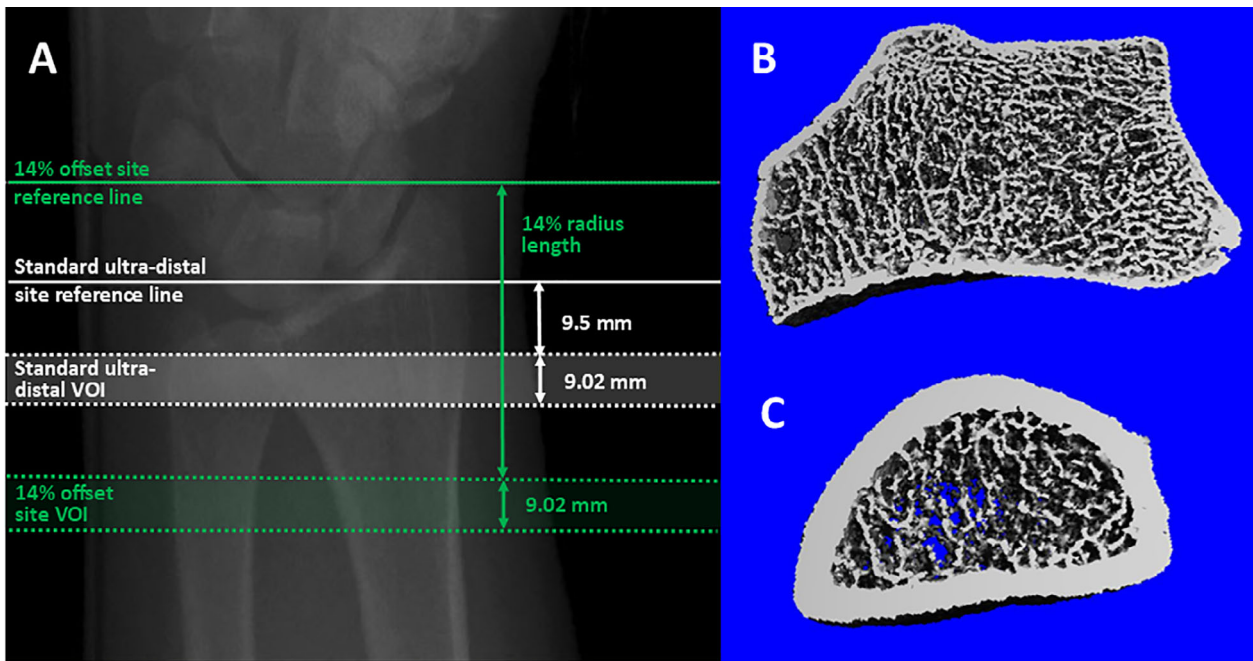 A
14% offset site
reference line
14% radius
length
Standard ultra-distal
site reference line
9.5 mm
Standard ultra-
distal VOI
9.02 mm
14% offset
site VOI
9.02 mm
B
C